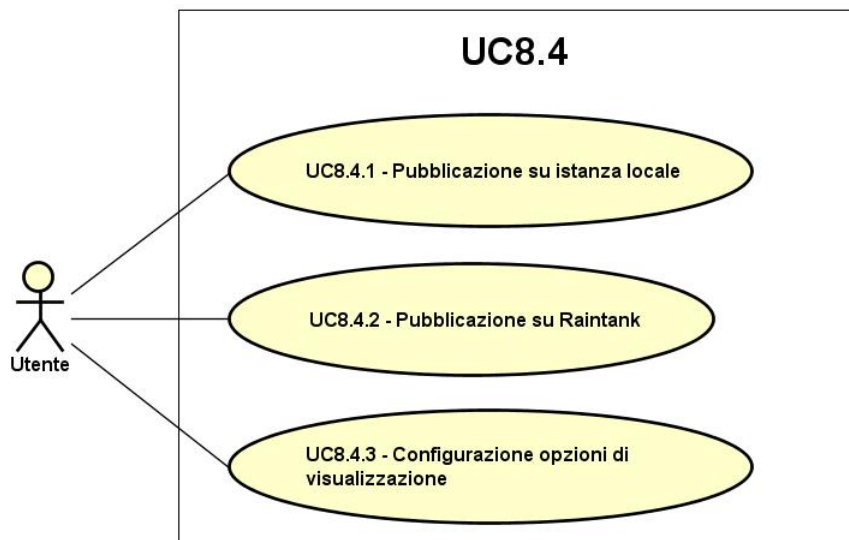 UC8.4
UC8.4.1 - Pubblicazione su istanza locale
UC8.4.2 - Pubblicazione su Raintank
Utente
UC8.4.3 - Configurazione opzioni di
visualizzazione